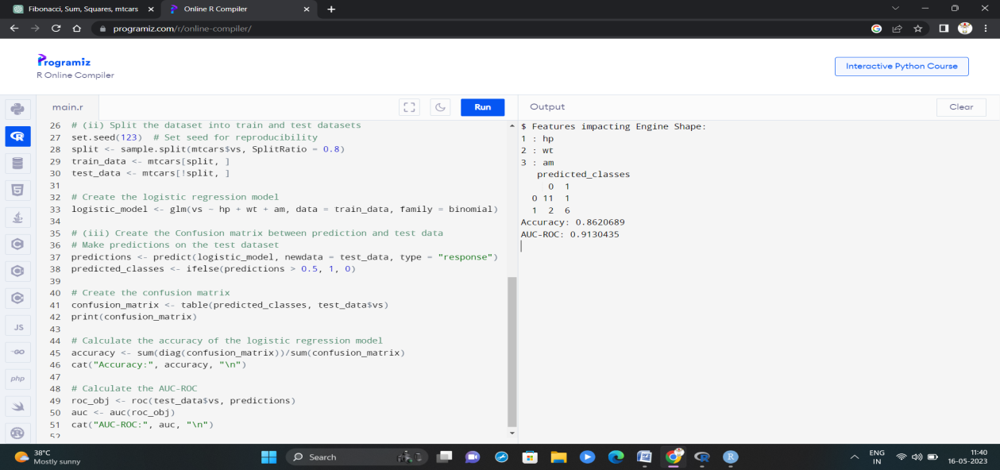 Fibonacci, Sum, Squares, mtcars
Online R Compiler
programiz.com/r/online-compiler/
Programiz
R Online Compiler
Interactive Python Course
main.r
Run
Output
Clear
26 # (ii) Split the dataset into train and test datasets
27 set.seed(123)  # Set seed for reproducibility
28 split <- sample.split(mtcars$vs, SplitRatio = 0.8)
29 train_data <- mtcars[split, ]
30 test_data <- mtcars[!split, ]
31
32 # Create the logistic regression model
33 logistic_model <- glm(vs ~ hp + wt + am, data = train_data, family = binomial)
34
35 # (iii) Create the Confusion matrix between prediction and test data
36 # Make predictions on the test dataset
37 predictions <- predict(logistic_model, newdata = test_data, type = "response")
38 predicted_classes <- ifelse(predictions > 0.5, 1, 0)
39
40 # Create the confusion matrix
41 confusion_matrix <- table(predicted_classes, test_data$vs)
42 print(confusion_matrix)
43
44 # Calculate the accuracy of the logistic regression model
45 accuracy <- sum(diag(confusion_matrix))/sum(confusion_matrix)
46 cat("Accuracy:", accuracy, "\n")
47
48 # Calculate the AUC-ROC
49 roc_obj <- roc(test_data$vs, predictions)
50 auc <- auc(roc_obj)
51 cat("AUC-ROC:", auc, "\n")
52
$ Features impacting Engine Shape:
1 : hp
2 : wt
3 : am
predicted_classes
0 1
0 11 1
1 2 6
Accuracy: 0.8620689
AUC-ROC: 0.9130435
JS
GO
php
38°C
Mostly sunny
Search
ENG
IN
11:40
16-05-2023